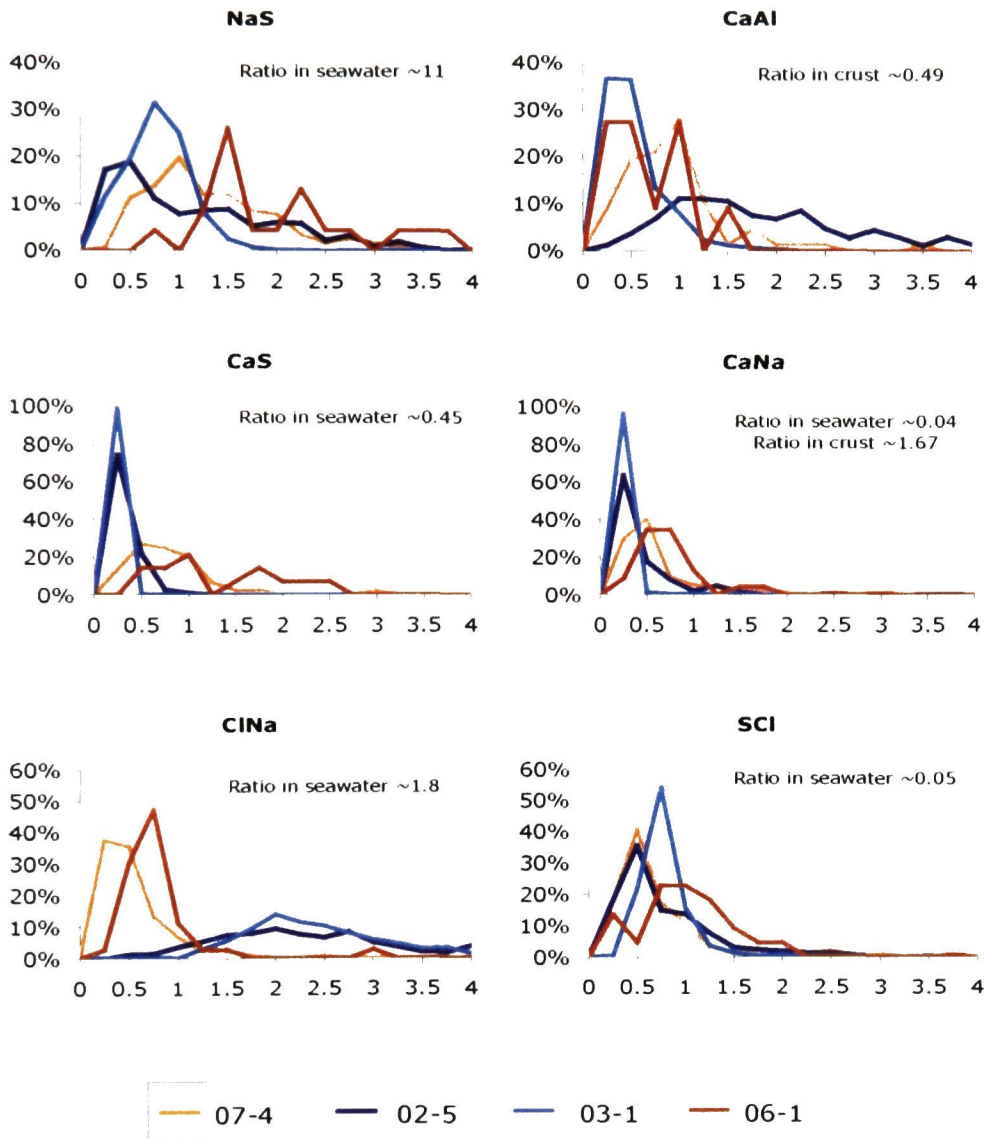 NaS
40%
30%
20%
10%
0%
Ratio in seawater ~11
0 0.5 1 1.5 2 2.5 3 3.5 4
CaAl
40%
30%
20%
10%
0%
Ratio in crust ~0.49
0 0.5 1 1.5 2 2.5 3 3.5 4
CaS
100%
80%
60%
40%
20%
0%
Ratio in seawater ~0.45
0 0.5 1 1.5 2 2.5 3 3.5 4
CaNa
100%
80%
60%
40%
20%
0%
Ratio in seawater ~0.04
Ratio in crust ~1.67
0 0.5 1 1.5 2 2.5 3 3.5 4
ClNa
60%
50%
40%
30%
20%
10%
0%
Ratio in seawater ~1.8
0 0.5 1 1.5 2 2.5 3 3.5 4
SCl
60%
50%
40%
30%
20%
10%
0%
Ratio in seawater ~0.05
0 0.5 1 1.5 2 2.5 3 3.5 4
07-4 02-5 03-1 06-1